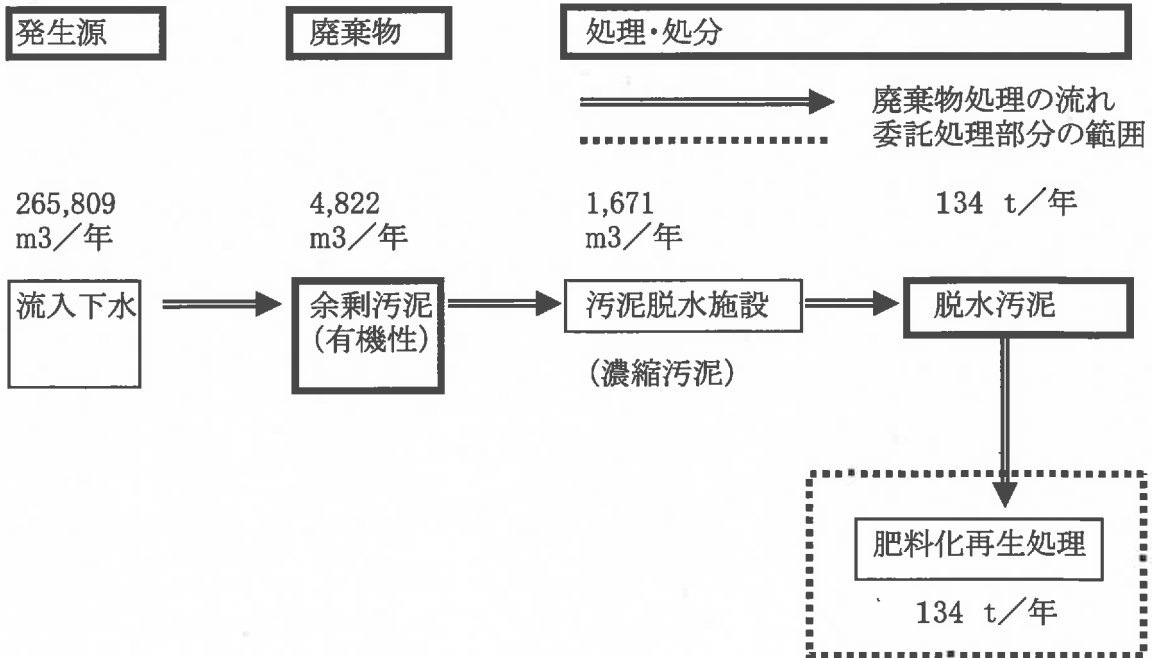 発生源
廃棄物
処理・処分
廃棄物処理の流れ
委託処理部分の範囲
265,809
m3/年
4,822
m3/年
1,671
m3/年
134 t/年
流入下水
余剰汚泥
(有機性)
汚泥脱水施設
(濃縮汚泥)
脱水汚泥
肥料化再生処理
134 t/年